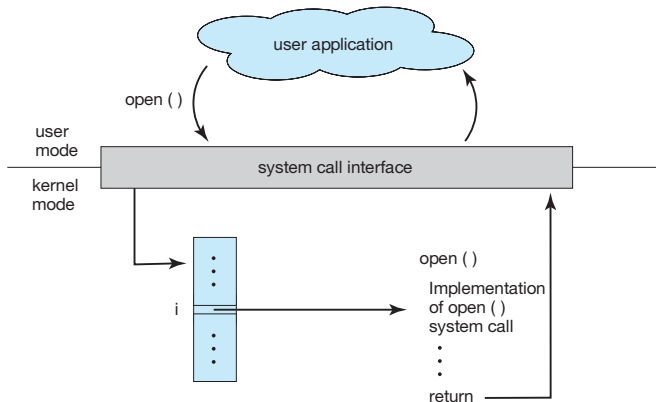 user application
open ( )
user
mode
system call interface
kernel
mode
open ( )
i
Implementation
of open ( )
system call
return